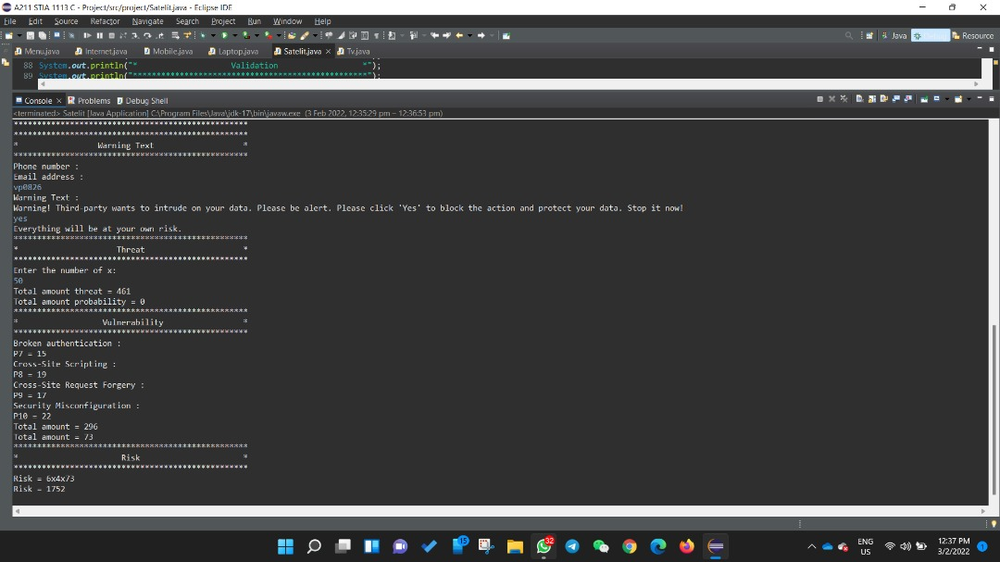 A211 STIA 1113 C - Project/src/project/Satelit.java - Eclipse IDE
File Edit Source Refactor Navigate Search Project Run Window Help
Java Resource
Menu.java Internet.java Mobile.java Laptop.java Satelit.java Tv.java
88 System.out.println("* Validation *");
89 System.out.println("**************************************************");
Console Problems Debug Shell
<terminated> Satelit [Java Application] C:\Program Files\Java\jdk-17\bin\javaw.exe (3 Feb 2022, 12:35:29 pm – 12:36:53 pm)
**************************************************
**************************************************
* Warning Text *
**************************************************
Phone number :
Email address :
vp0826
Warning Text :
Warning! Third-party wants to intrude on your data. Please be alert. Please click 'Yes' to block the action and protect your data. Stop it now!
yes
Everything will be at your own risk.
**************************************************
* Threat *
**************************************************
Enter the number of x:
50
Total amount threat = 461
Total amount probability = 0
**************************************************
* Vulnerability *
**************************************************
Broken authentication :
P7 = 15
Cross-Site Scripting :
P8 = 19
Cross-Site Request Forgery :
P9 = 17
Security Misconfiguration :
P10 = 22
Total amount = 296
Total amount = 73
**************************************************
* Risk *
**************************************************
Risk = 6x4x73
Risk = 1752
15
32
ENG
US
12:37 PM
3/2/2022
1